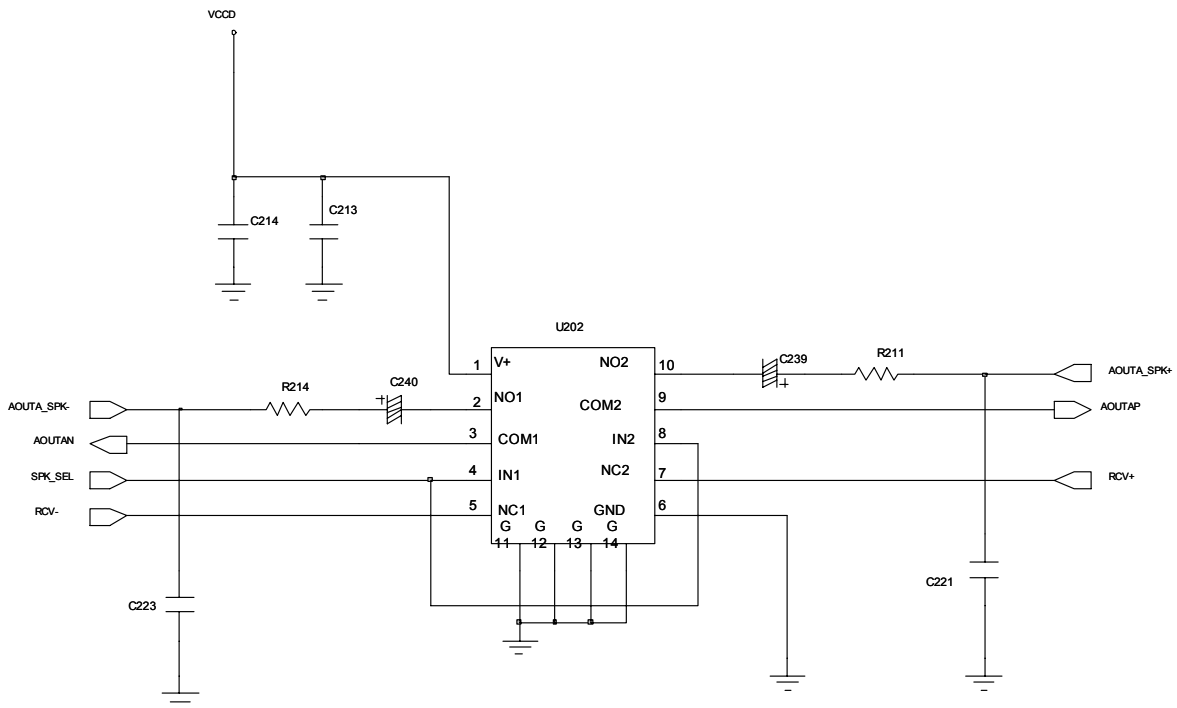 VCCD
C214
C213
U202
1
V+
NO2
10
C239
+
R211
AOUTA_SPK+
AOUTA_SPK-
R214
+
C240
2
NO1
COM2
9
AOUTAP
AOUTAN
3
COM1
IN2
8
SPK_SEL
4
IN1
NC2
7
RCV+
RCV-
5
NC1
GND
6
G G G G
11 12 13 14
C223
C221